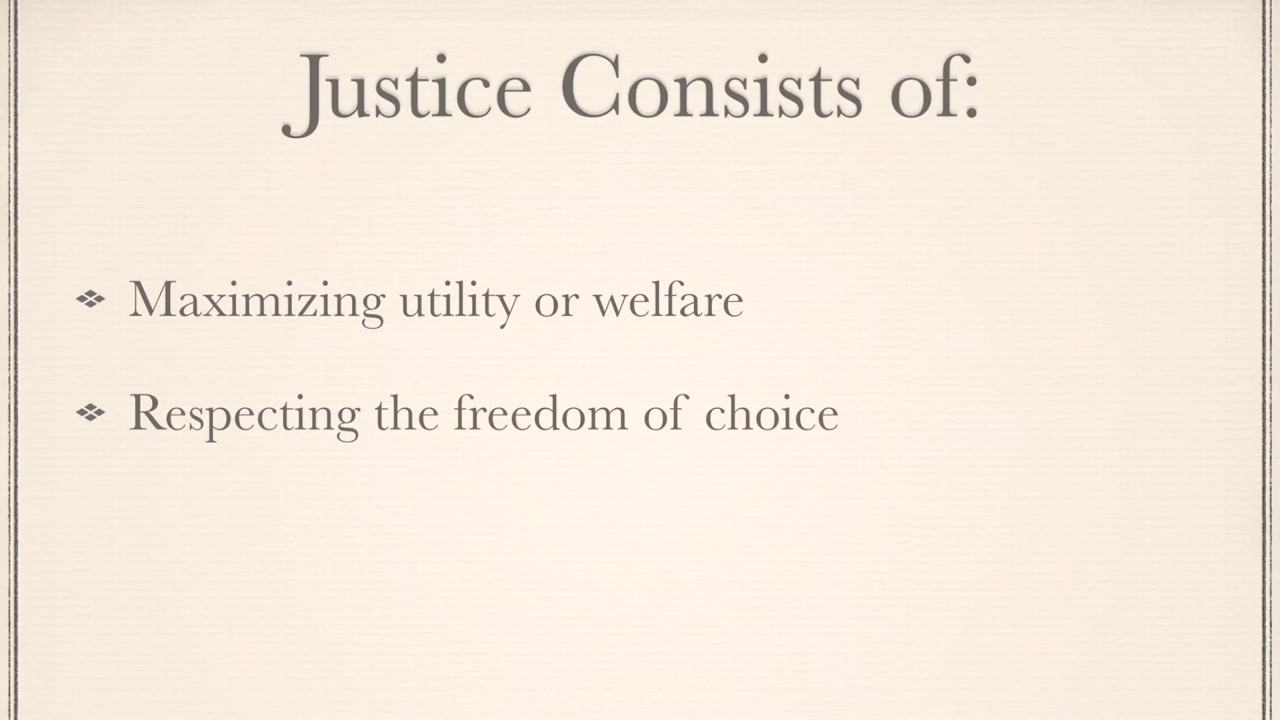 Justice Consists of:
Maximizing utility or welfare
Respecting the freedom of choice